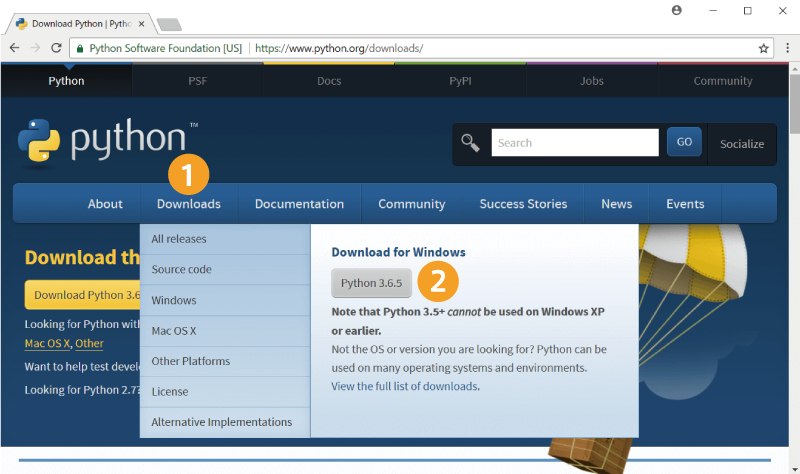 Download Python | Pytho
Python Software Foundation [US] | https://www.python.org/downloads/
Python PSF Docs PyPI Jobs Community
python™
Search GO Socialize
1
About Downloads Documentation Community Success Stories News Events
Download th
Download Python 3.6
Looking for Python with
Mac OS X, Other
Want to help test devel
Looking for Python 2.7?
All releases
Source code
Windows
Mac OS X
Other Platforms
License
Alternative Implementations
Download for Windows
Python 3.6.5
2
Note that Python 3.5+ cannot be used on Windows XP
or earlier.
Not the OS or version you are looking for? Python can be
used on many operating systems and environments.
View the full list of downloads.